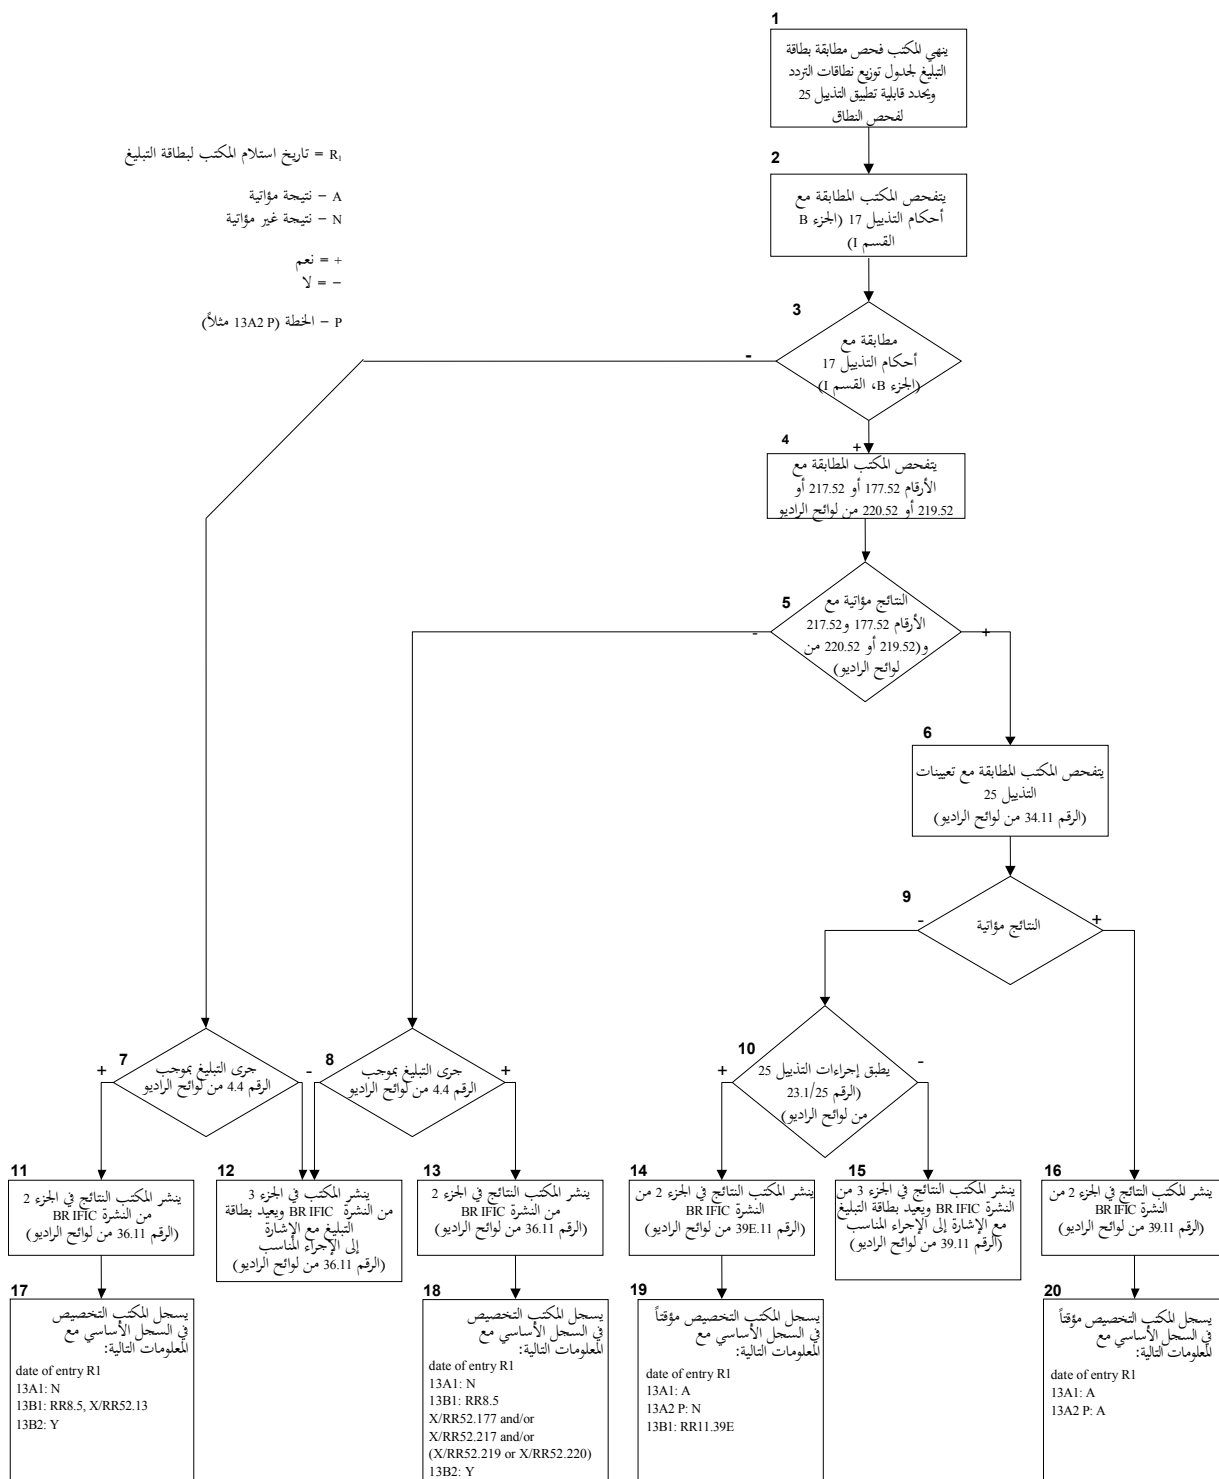 1
ينهي المكتب فحص مطابقة بطاقة
التبليغ لجدول توزيع نطاقات التردد
ويحدد قابلية تطبيق التذييل 25
لفحص النطاق
R₁ = تاريخ استلام المكتب لبطاقة التبليغ
A – نتيجة مؤاتية
N – نتيجة غير مؤاتية
+ = نعم
– = لا
P – الخطة (13A2 P مثلاً)
2
يتفحص المكتب المطابقة مع
أحكام التذييل 17 (الجزء B
القسم I)
3
مطابقة مع
أحكام التذييل 17
(الجزء B، القسم I)
-
+
4
يتفحص المكتب المطابقة مع
الأرقام 177.52 أو 217.52 أو
219.52 أو 220.52 من لوائح الراديو
5
النتائج مؤاتية مع
الأرقام 177.52 و217.52
و(219.52 أو 220.52 من
لوائح الراديو)
-
+
6
يتفحص المكتب المطابقة مع تعيينات
التذييل 25
(الرقم 34.11 من لوائح الراديو)
9
النتائج مؤاتية
-
+
10
يطبق إجراءات التذييل 25
(الرقم 23.1/25
من لوائح الراديو)
+
-
7
جرى التبليغ بموجب
الرقم 4.4 من لوائح الراديو
+
-
8
جرى التبليغ بموجب
الرقم 4.4 من لوائح الراديو
-
+
11
ينشر المكتب النتائج في الجزء 2
من النشرة BR IFIC
(الرقم 36.11 من لوائح الراديو)
12
ينشر المكتب في الجزء 3
من النشرة BR IFIC ويعيد بطاقة
التبليغ مع الإشارة
إلى الإجراء المناسب
(الرقم 36.11 من لوائح الراديو)
13
ينشر المكتب النتائج في الجزء 2
من النشرة BR IFIC
(الرقم 36.11 من لوائح الراديو)
14
ينشر المكتب النتائج في الجزء 2 من
النشرة BR IFIC
(الرقم 39E.11 من لوائح الراديو)
15
ينشر المكتب النتائج في الجزء 3 من
النشرة BR IFIC ويعيد بطاقة التبليغ
مع الإشارة إلى الإجراء المناسب
(الرقم 39.11 من لوائح الراديو)
16
ينشر المكتب النتائج في الجزء 2 من
النشرة BR IFIC
(الرقم 39.11 من لوائح الراديو)
17
يسجل المكتب التخصيص
في السجل الأساسي مع
المعلومات التالية:
date of entry R1
13A1: N
13B1: RR8.5, X/RR52.13
13B2: Y
18
يسجل المكتب التخصيص
في السجل الأساسي مع
المعلومات التالية:
date of entry R1
13A1: N
13B1: RR8.5
X/RR52.177 and/or
X/RR52.217 and/or
(X/RR52.219 or X/RR52.220)
13B2: Y
19
يسجل المكتب التخصيص مؤقتاً
في السجل الأساسي مع
المعلومات التالية:
date of entry R1
13A1: A
13A2 P: N
13B1: RR11.39E
20
يسجل المكتب التخصيص مؤقتاً
في السجل الأساسي مع
المعلومات التالية:
date of entry R1
13A1: A
13A2 P: A